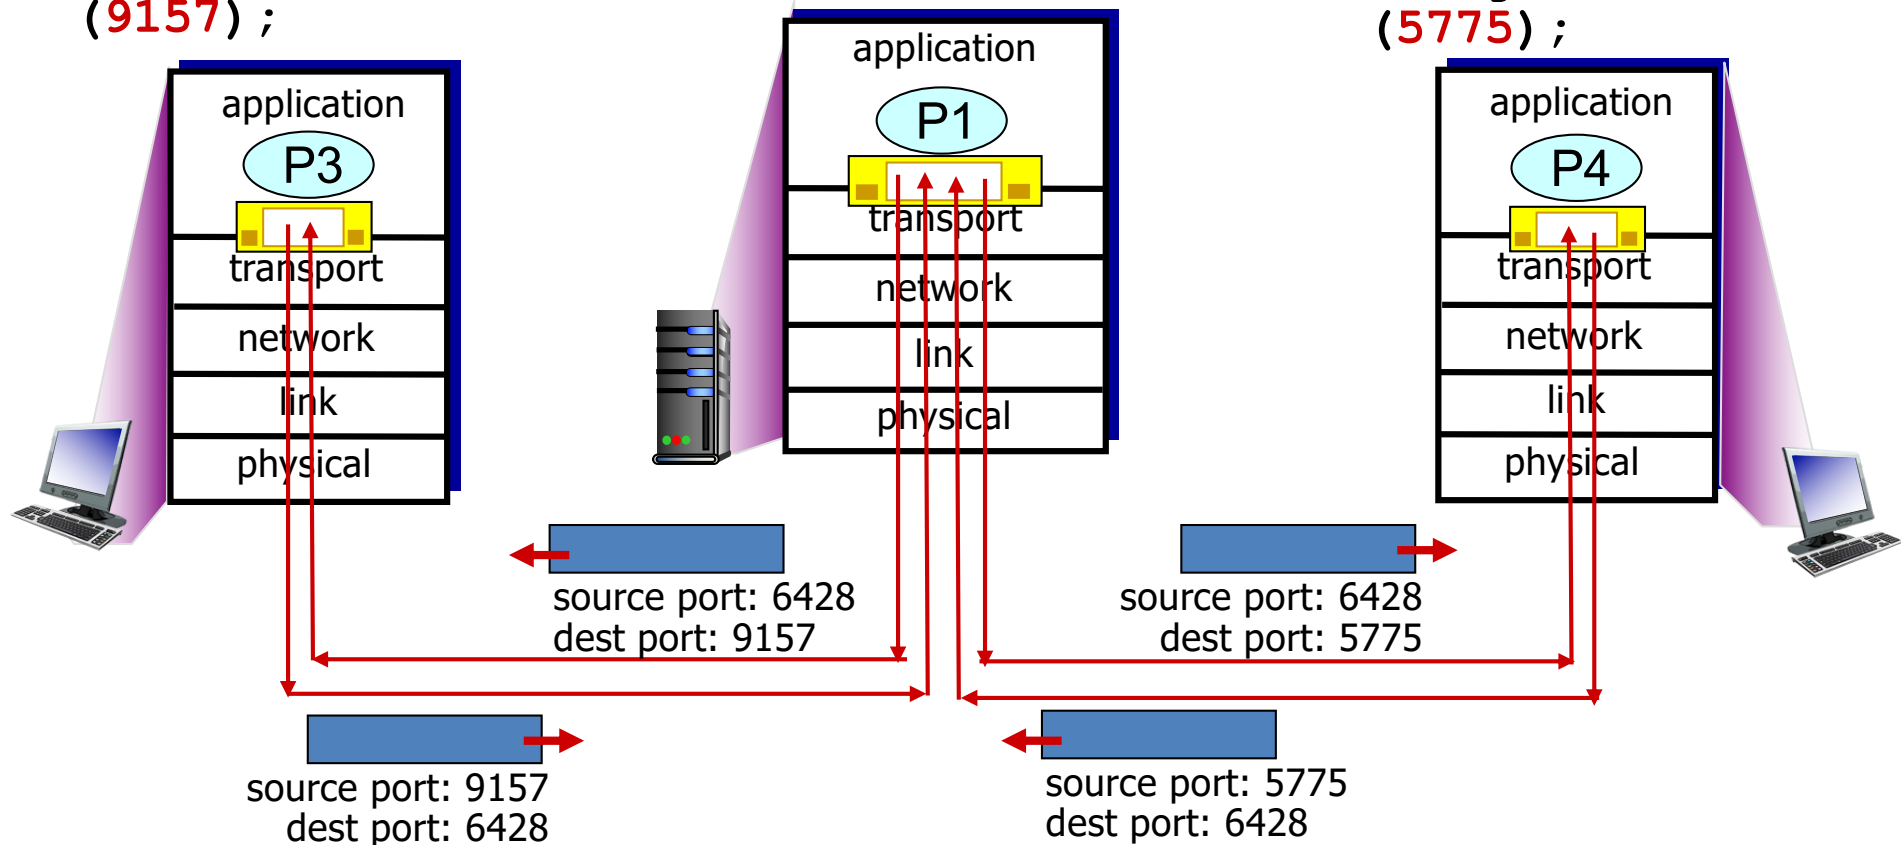 (9157);
(5775);
application
P3
transport
network
link
physical
application
P1
transport
network
link
physical
application
P4
transport
network
link
physical
source port: 6428
dest port: 9157
source port: 6428
dest port: 5775
source port: 9157
dest port: 6428
source port: 5775
dest port: 6428